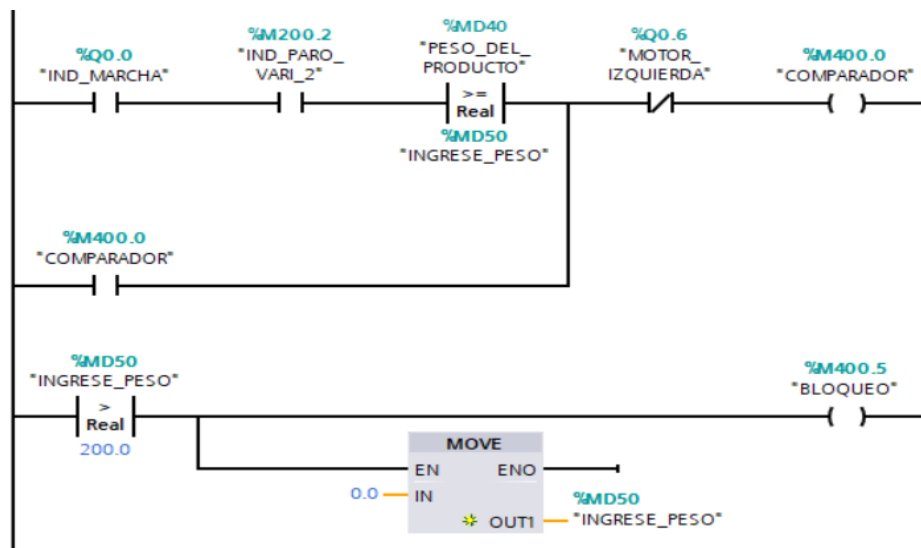 %MD40
%Q0.0
%M200.2
"PESO_DEL_
%Q0.6
%M400.0
"IND_MARCHA"
"IND_PARO_
VARI_2"
PRODUCTO"
"MOTOR_
IZQUIERDA"
"COMPARADOR"
>=
Real
%MD50
"INGRESE_PESO"
%M400.0
"COMPARADOR"
%MD50
"INGRESE_PESO"
>
Real
200.0
%M400.5
"BLOQUEO"
MOVE
EN ENO
0.0 IN
OUT1
%MD50
"INGRESE_PESO"